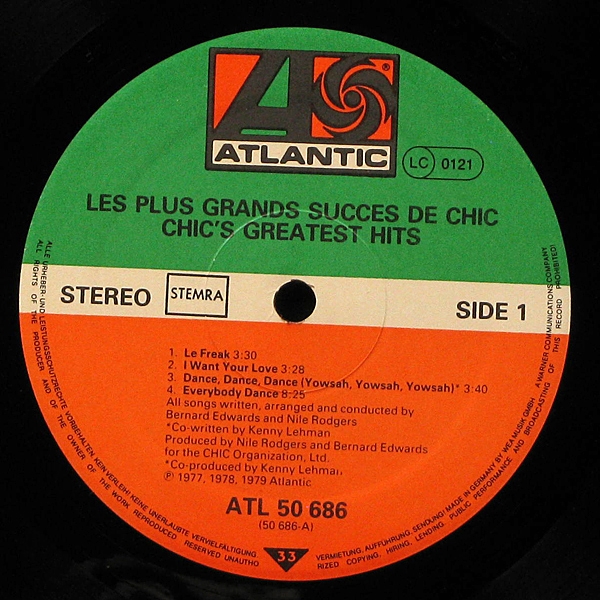 ATLANTIC
®
LC 0121
LES PLUS GRANDS SUCCES DE CHIC
CHIC'S GREATEST HITS
STEREO STEMRA SIDE 1
1. Le Freak 3:30
2. I Want Your Love 3:28
3. Dance, Dance, Dance (Yowsah, Yowsah, Yowsah)* 3:40
4. Everybody Dance 8:25
All songs written, arranged and conducted by
Bernard Edwards and Nile Rodgers
*Co-written by Kenny Lehman
Produced by Nile Rodgers and Bernard Edwards
for the CHIC Organization, Ltd.
*Co-produced by Kenny Lehman
℗ 1977, 1978, 1979 Atlantic
ATL 50 686
(50 686-A)
33
ALLE URHEBER- UND LEISTUNGSSCHUTZRECHTE VORBEHALTEN. KEIN VERLEIH! KEINE UNERLAUBTE VERVIELFÄLTIGUNG,
VERMIETUNG, AUFFÜHRUNG, SENDUNG! MADE IN GERMANY BY WEA MUSIK GMBH A WARNER COMMUNICATIONS COMPANY
ALL RIGHTS OF THE PRODUCER AND OF THE OWNER OF THE WORK REPRODUCED RESERVED UNAUTHO
RIZED COPYING, HIRING, LENDING, PUBLIC PERFORMANCE AND BROADCASTING OF THIS RECORD PROHIBITED!